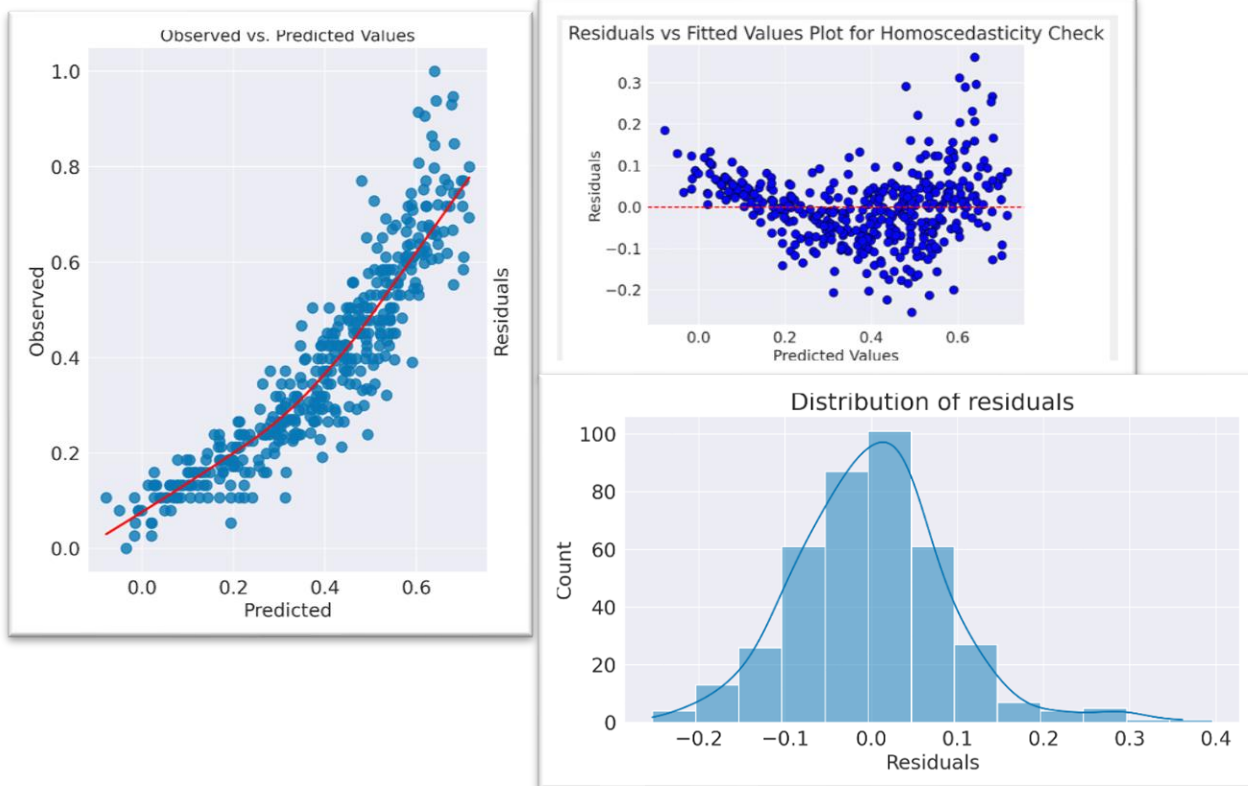 Observed vs. Predicted Values
1.0
0.8
0.6
0.4
0.2
0.0
Observed
0.0 0.2 0.4 0.6
Predicted
Residuals
Residuals vs Fitted Values Plot for Homoscedasticity Check
0.3
0.2
0.1
0.0
−0.1
−0.2
Residuals
0.0 0.2 0.4 0.6
Predicted Values
Distribution of residuals
100
80
60
40
20
0
Count
−0.2 −0.1 0.0 0.1 0.2 0.3 0.4
Residuals